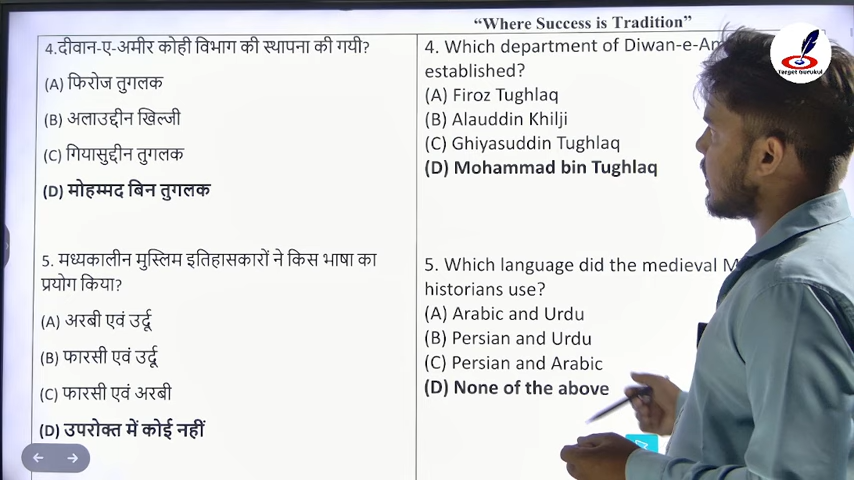 “Where Success is Tradition”
Target Gurukul
4.दीवान-ए-अमीर कोही विभाग की स्थापना की गयी?
(A) फिरोज तुगलक
(B) अलाउद्दीन खिल्जी
(C) गियासुद्दीन तुगलक
(D) मोहम्मद बिन तुगलक
5. मध्यकालीन मुस्लिम इतिहासकारों ने किस भाषा का
प्रयोग किया?
(A) अरबी एवं उर्दू
(B) फारसी एवं उर्दू
(C) फारसी एवं अरबी
(D) उपरोक्त में कोई नहीं
4. Which department of Diwan-e-Am
established?
(A) Firoz Tughlaq
(B) Alauddin Khilji
(C) Ghiyasuddin Tughlaq
(D) Mohammad bin Tughlaq
5. Which language did the medieval M
historians use?
(A) Arabic and Urdu
(B) Persian and Urdu
(C) Persian and Arabic
(D) None of the above